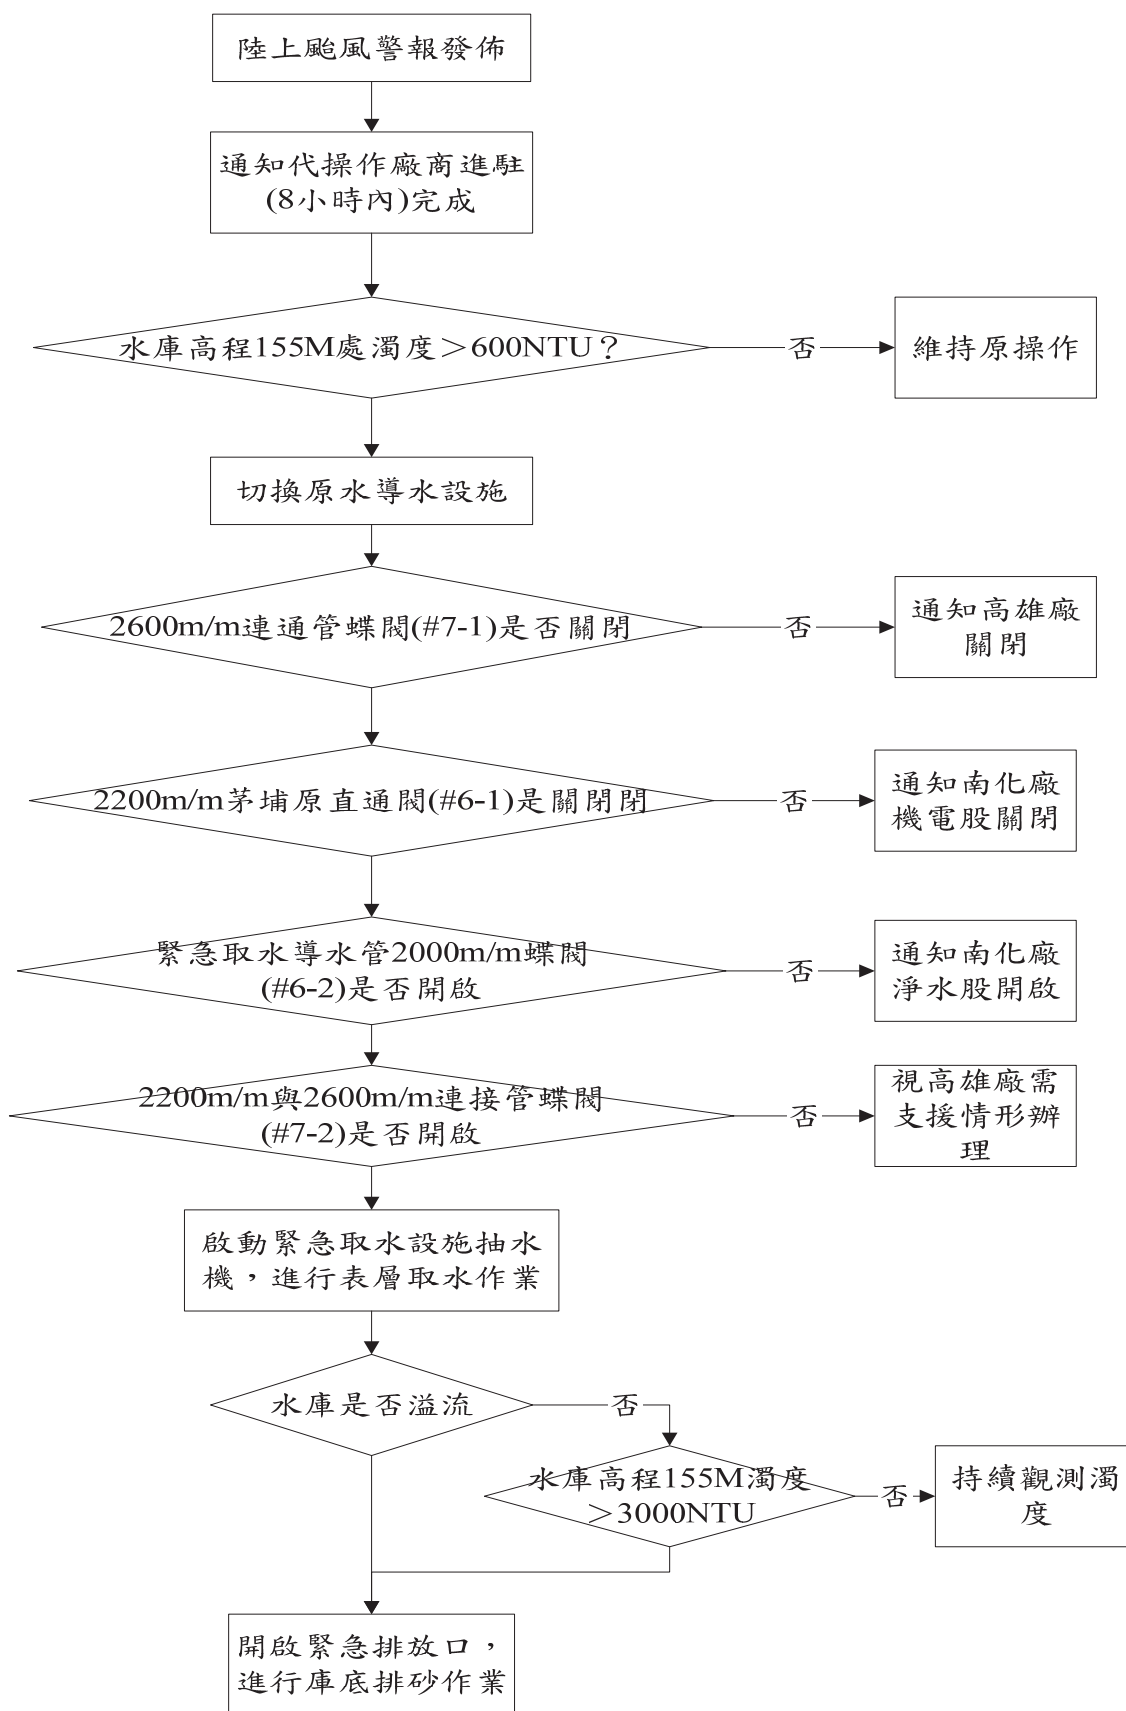 陸上颱風警報發佈
通知代操作廠商進駐
(8小時內)完成
水庫高程155M處濁度＞600NTU？
否
維持原操作
切換原水導水設施
2600m/m連通管蝶閥(#7-1)是否關閉
否
通知高雄廠
關閉
2200m/m茅埔原直通閥(#6-1)是關閉閉
否
通知南化廠
機電股關閉
緊急取水導水管2000m/m蝶閥
(#6-2)是否開啟
否
通知南化廠
淨水股開啟
2200m/m與2600m/m連接管蝶閥
(#7-2)是否開啟
否
視高雄廠需
支援情形辦
理
啟動緊急取水設施抽水
機，進行表層取水作業
水庫是否溢流
否
水庫高程155M濁度
＞3000NTU
否
持續觀測濁
度
開啟緊急排放口，
進行庫底排砂作業